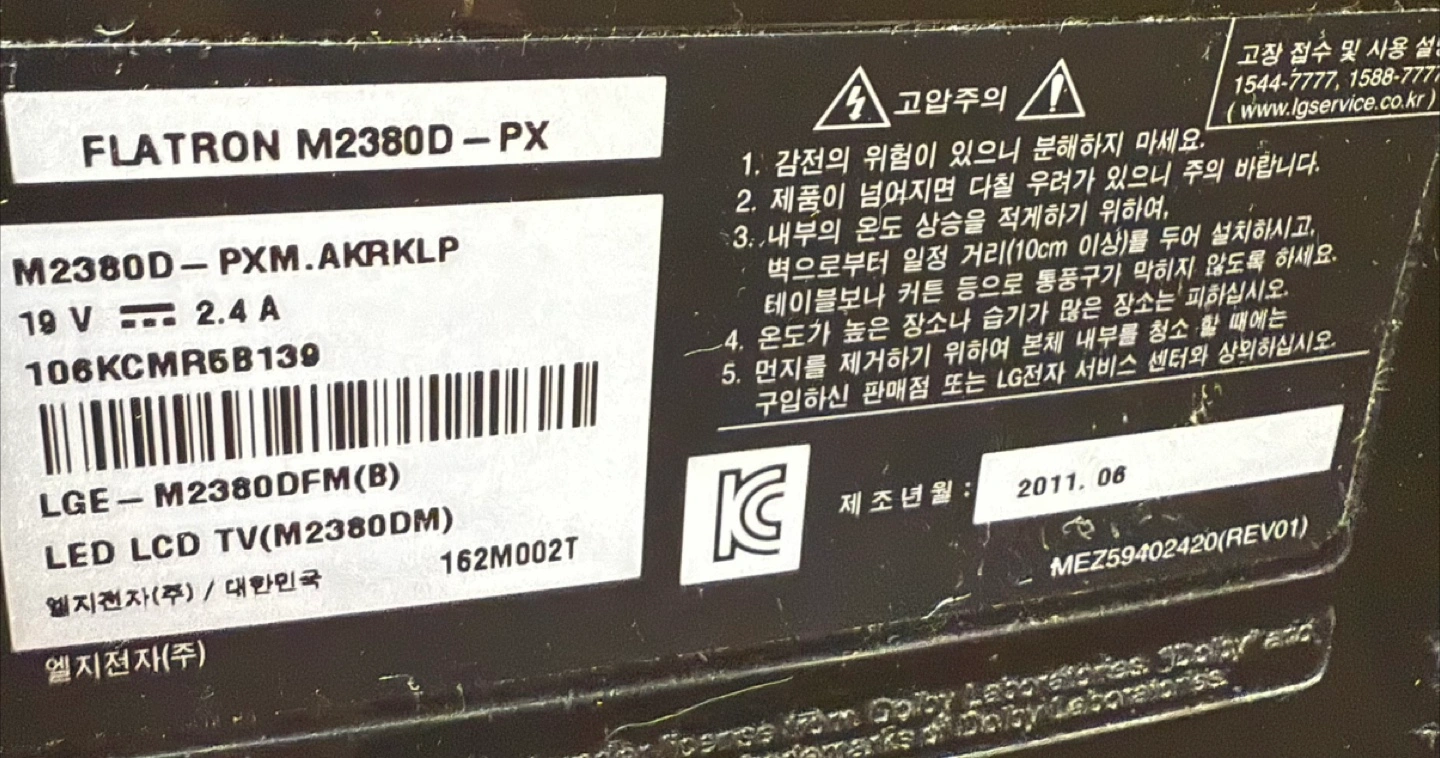 FLATRON M2380D-PX
M2380D-PXM.AKRKLP
19 V 2.4 A
106KCMR5B139
LGE-M2380DFM(B)
LED LCD TV(M2380DM)
162M002T
엘지전자(주) / 대한민국
엘지전자(주)
고장 접수 및 사용
1544-7777, 1588-777
(www.lgservice.co.kr)
고압주의
1. 감전의 위험이 있으니 분해하지 마세요.
2. 제품이 넘어지면 다칠 우려가 있으니 주의 바랍니다.
3. 내부의 온도 상승을 적게하기 위하여,
벽으로부터 일정 거리(10cm 이상)를 두어 설치하시고,
테이블보나 커튼 등으로 통풍구가 막히지 않도록 하세요.
4. 온도가 높은 장소나 습기가 많은 장소는 피하십시오.
5. 먼지를 제거하기 위하여 본체 내부를 청소 할 때에는
구입하신 판매점 또는 LG전자 서비스 센터와 상의하십시오.
제조년월 : 2011. 06
MEZ59402420(REV01)
license from Dolby Laboratories. "Dolby" and
of Dolby Laboratories.